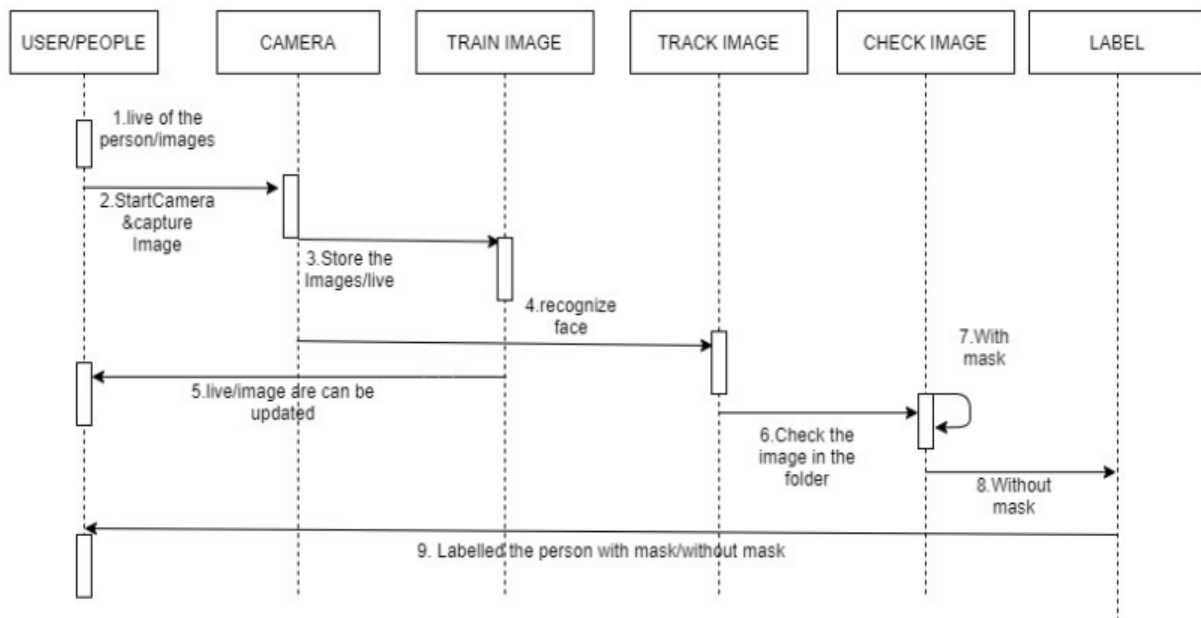 USER/PEOPLE
CAMERA
TRAIN IMAGE
TRACK IMAGE
CHECK IMAGE
LABEL
1.live of the
person/images
2.StartCamera
&capture
Image
3.Store the
Images/live
4.recognize
face
5.live/image are can be
updated
6.Check the
image in the
folder
7.With
mask
8.Without
mask
9. Labelled the person with mask/without mask